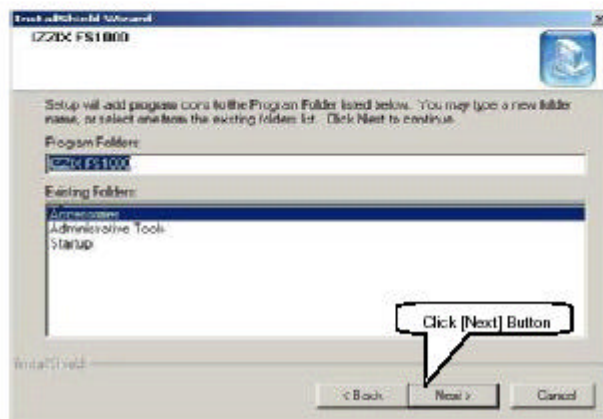 InstallShield Wizard
IZZIX FS1000
Setup will add program icons to the Program Folder listed below. You may type a new folder
name, or select one from the existing folders list. Click Next to continue.
Program Folders:
IZZIX FS1000
Existing Folders:
Accessories
Administrative Tools
Startup
Click [Next] Button
InstallShield
< Back
Next >
Cancel